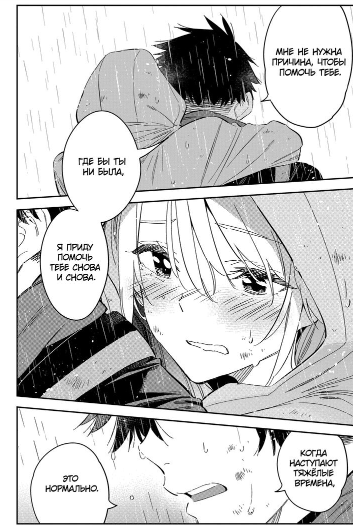 МНЕ НЕ НУЖНА
ПРИЧИНА, ЧТОБЫ
ПОМОЧЬ ТЕБЕ.
ГДЕ БЫ ТЫ
НИ БЫЛА,
Я ПРИДУ
ПОМОЧЬ
ТЕБЕ СНОВА
И СНОВА.
КОГДА
НАСТУПАЮТ
ТЯЖЁЛЫЕ
ВРЕМЕНА,
ЭТО
НОРМАЛЬНО.